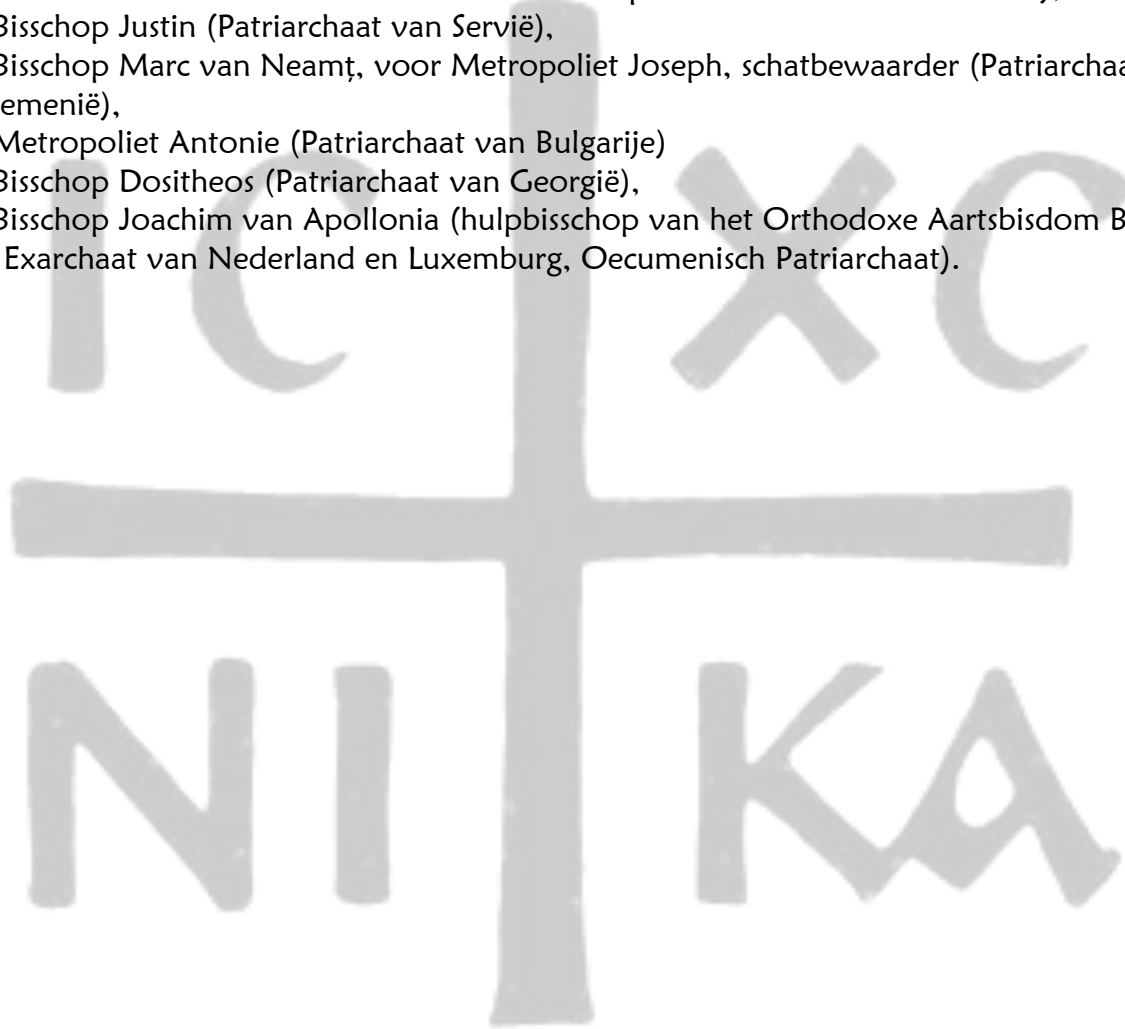 Bisschop Justin (Patriarchaat van Servië),
Bisschop Marc van Neamţ, voor Metropoliet Joseph, schatbewaarder
emenië),
Metropoliet Antonie (Patriarchaat van Bulgarije)
Bisschop Dositheos (Patriarchaat van Georgië),
Bisschop Joachim van Apollonia (hulpbisschop van het Orthodoxe Aartsbisdom
Exarchaat van Nederland en Luxemburg, Oecumenisch Patriarchaat).
IC XC
NI KA